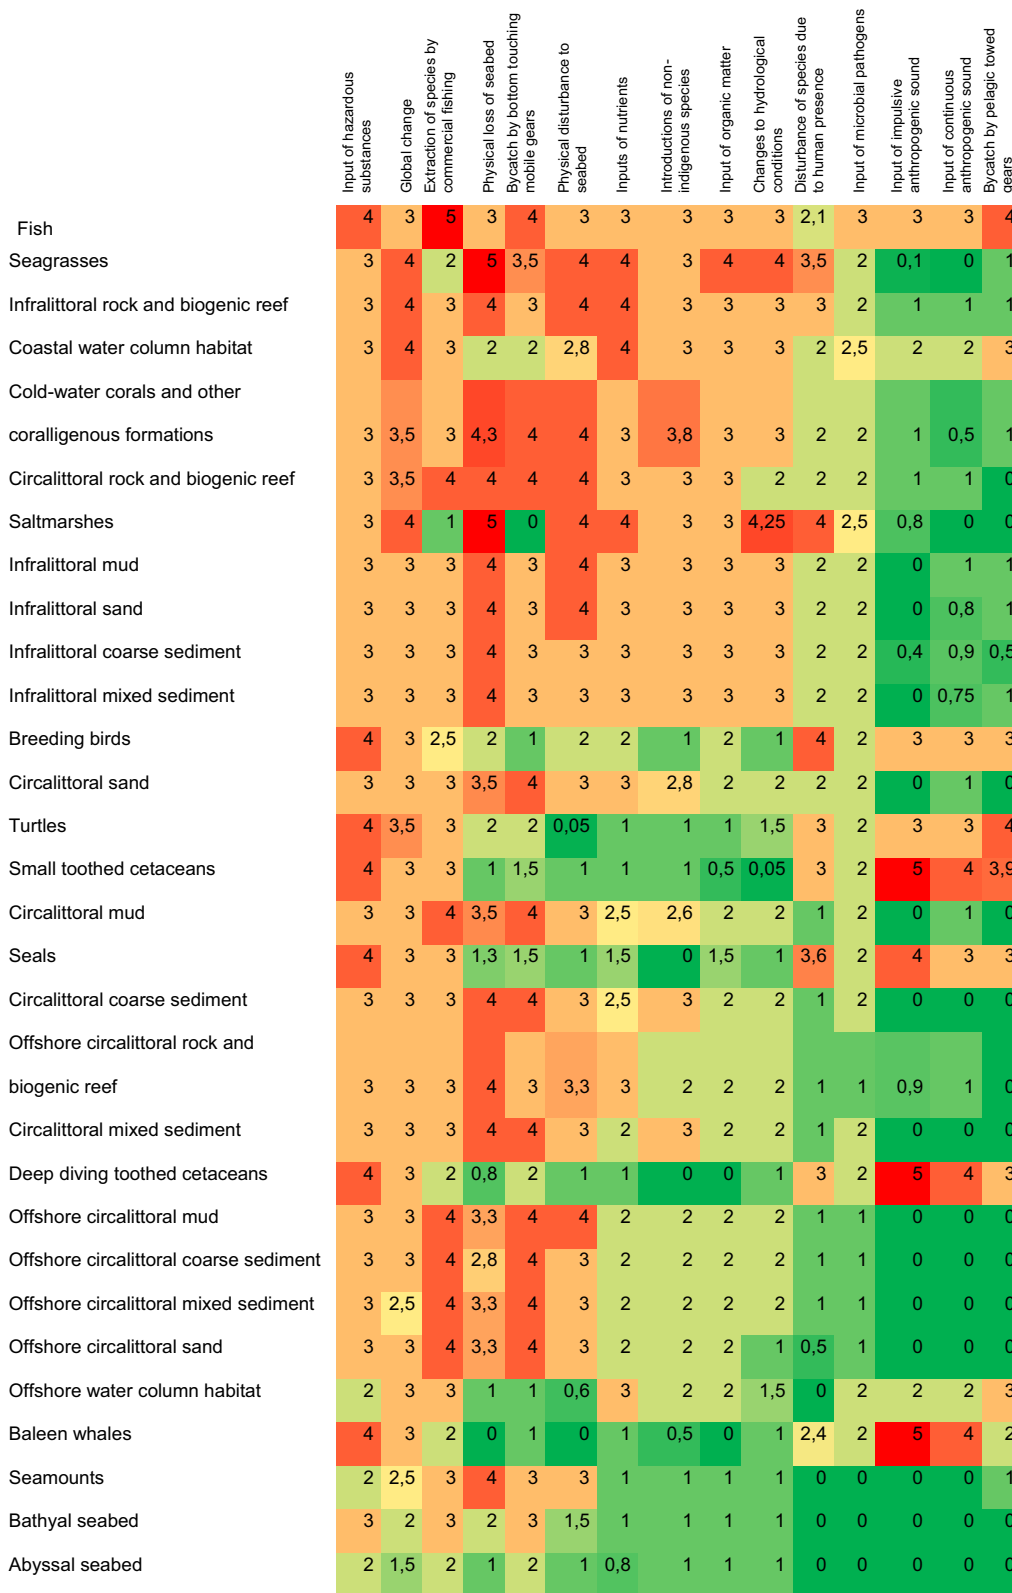 Input of hazardous
substances
Global change
Extraction of species by
commercial fishing
Physical loss of seabed
Bycatch by bottom touching
mobile gears
Physical disturbance to
seabed
Inputs of nutrients
Introductions of non-
indigenous species
Input of organic matter
Changes to hydrological
conditions
Disturbance of species due
to human presence
Input of microbial pathogens
Input of impulsive
anthropogenic sound
Input of continuous
anthropogenic sound
Bycatch by pelagic towed
gears
Fish 4 3 5 3 4 3 3 3 3 3 2,1 3 3 3 4
Seagrasses 3 4 2 5 3,5 4 4 3 4 4 3,5 2 0,1 0 1
Infralittoral rock and biogenic reef 3 4 3 4 3 4 4 3 3 3 3 2 1 1 1
Coastal water column habitat 3 4 3 2 2 2,8 4 3 3 3 2 2,5 2 2 3
Cold-water corals and other
coralligenous formations 3 3,5 3 4,3 4 4 3 3,8 3 3 2 2 1 0,5 1
Circalittoral rock and biogenic reef 3 3,5 4 4 4 4 3 3 3 2 2 2 1 1 0
Saltmarshes 3 4 1 5 0 4 4 3 3 4,25 4 2,5 0,8 0 0
Infralittoral mud 3 3 3 4 3 4 3 3 3 3 2 2 0 1 1
Infralittoral sand 3 3 3 4 3 4 3 3 3 3 2 2 0 0,8 1
Infralittoral coarse sediment 3 3 3 4 3 3 3 3 3 3 2 2 0,4 0,9 0,5
Infralittoral mixed sediment 3 3 3 4 3 3 3 3 3 3 2 2 0 0,75 1
Breeding birds 4 3 2,5 2 1 2 2 1 2 1 4 2 3 3 3
Circalittoral sand 3 3 3 3,5 4 3 3 2,8 2 2 2 2 0 1 0
Turtles 4 3,5 3 2 2 0,05 1 1 1 1,5 3 2 3 3 4
Small toothed cetaceans 4 3 3 1 1,5 1 1 1 0,5 0,05 3 2 5 4 3,9
Circalittoral mud 3 3 4 3,5 4 3 2,5 2,6 2 2 1 2 0 1 0
Seals 4 3 3 1,3 1,5 1 1,5 0 1,5 1 3,6 2 4 3 3
Circalittoral coarse sediment 3 3 3 4 4 3 2,5 3 2 2 1 2 0 0 0
Offshore circalittoral rock and
biogenic reef 3 3 3 4 3 3,3 3 2 2 2 1 1 0,9 1 0
Circalittoral mixed sediment 3 3 3 4 4 3 2 3 2 2 1 2 0 0 0
Deep diving toothed cetaceans 4 3 2 0,8 2 1 1 0 0 1 3 2 5 4 3
Offshore circalittoral mud 3 3 4 3,3 4 4 2 2 2 2 1 1 0 0 0
Offshore circalittoral coarse sediment 3 3 4 2,8 4 3 2 2 2 2 1 1 0 0 0
Offshore circalittoral mixed sediment 3 2,5 4 3,3 4 3 2 2 2 2 1 1 0 0 0
Offshore circalittoral sand 3 3 4 3,3 4 3 2 2 2 1 0,5 1 0 0 0
Offshore water column habitat 2 3 3 1 1 0,6 3 2 2 1,5 0 2 2 2 3
Baleen whales 4 3 2 0 1 0 1 0,5 0 1 2,4 2 5 4 2
Seamounts 2 2,5 3 4 3 3 1 1 1 1 0 0 0 0 1
Bathyal seabed 3 2 3 2 3 1,5 1 1 1 1 0 0 0 0 0
Abyssal seabed 2 1,5 2 1 2 1 0,8 1 1 1 0 0 0 0 0